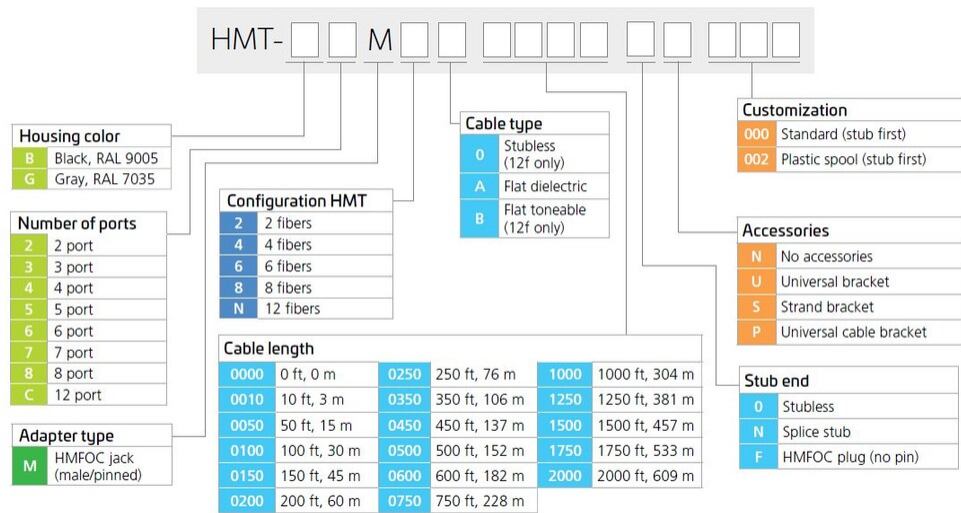 HMT- M
Housing color
B Black, RAL 9005
G Gray, RAL 7035
Number of ports
2 2 port
3 3 port
4 4 port
5 5 port
6 6 port
7 7 port
8 8 port
C 12 port
Adapter type
M HMFOC jack
(male/pinned)
Configuration HMT
2 2 fibers
4 4 fibers
6 6 fibers
8 8 fibers
N 12 fibers
Cable type
0 Stubless
(12f only)
A Flat dielectric
B Flat toneable
(12f only)
Cable length
0000 0 ft, 0 m 0250 250 ft, 76 m 1000 1000 ft, 304 m
0010 10 ft, 3 m 0350 350 ft, 106 m 1250 1250 ft, 381 m
0050 50 ft, 15 m 0450 450 ft, 137 m 1500 1500 ft, 457 m
0100 100 ft, 30 m 0500 500 ft, 152 m 1750 1750 ft, 533 m
0150 150 ft, 45 m 0600 600 ft, 182 m 2000 2000 ft, 609 m
0200 200 ft, 60 m 0750 750 ft, 228 m
Customization
000 Standard (stub first)
002 Plastic spool (stub first)
Accessories
N No accessories
U Universal bracket
S Strand bracket
P Universal cable bracket
Stub end
0 Stubless
N Splice stub
F HMFOC plug (no pin)